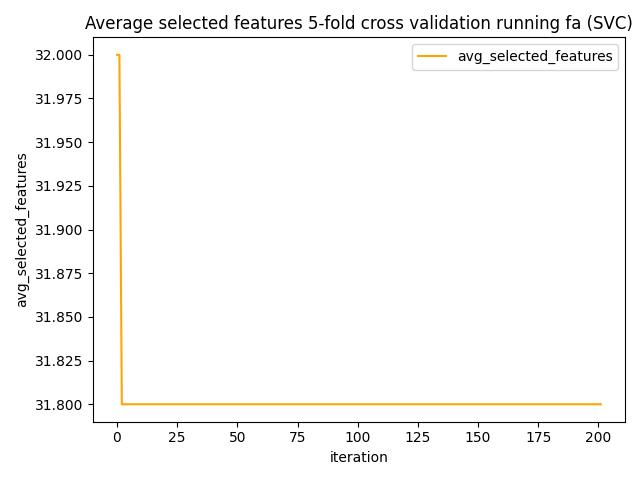 Average selected features 5-fold cross validation running fa (SVC)
avg_selected_features
32.000
31.975
31.950
31.925
31.900
31.875
31.850
31.825
31.800
avg_selected_features
0 25 50 75 100 125 150 175 200
iteration